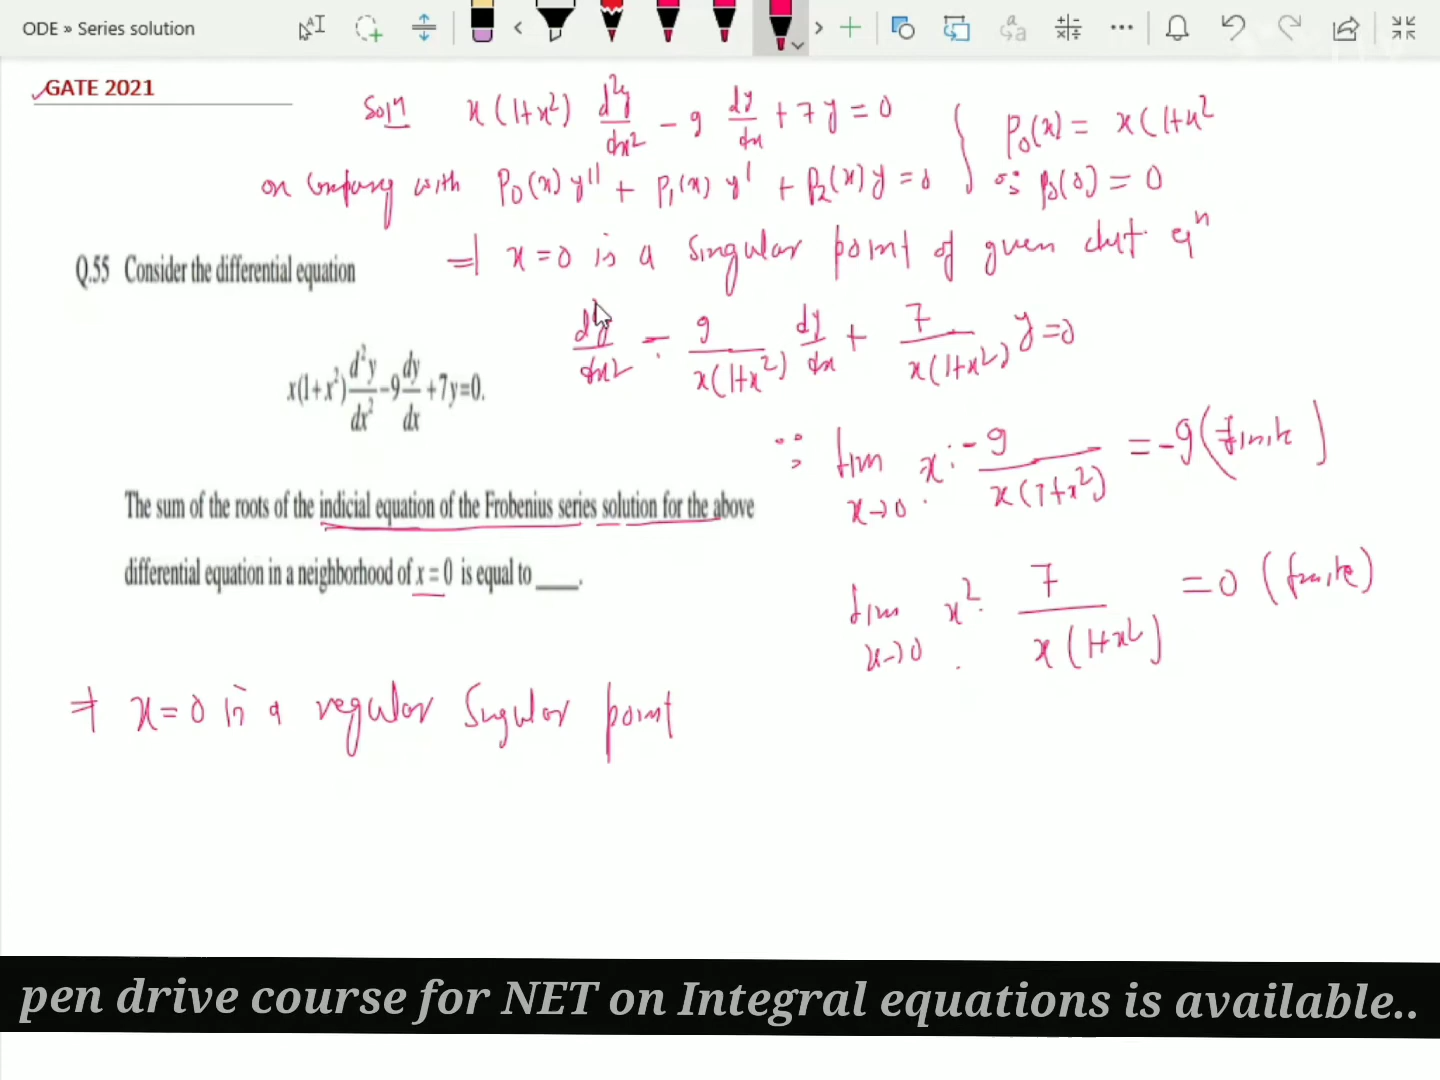 ODE » Series solution
GATE 2021
Soln x(1+x²) d²y/dx² - 9 dy/dx + 7y = 0
P₀(x) = x(1+x²
on comparing with P₀(x) y'' + P₁(x) y' + P₂(x) y = 0
∵ P₀(0) = 0
⇒ x=0 is a singular point of given eqⁿ
Q.55 Consider the differential equation
d²y/dx² - 9/x(1+x²) dy/dx + 7/x(1+x²) y = 0
x(1+x²) d²y/dx² -9 dy/dx +7y=0.
∵ lim x→0 x · -9/x(1+x²) = -9 (finite)
The sum of the roots of the indicial equation of the Frobenius series solution for the above
differential equation in a neighborhood of x = 0 is equal to ____.
lim x→0 x² · 7/x(1+x²) = 0 (finite)
⇒ x=0 is a regular singular point
pen drive course for NET on Integral equations is available..